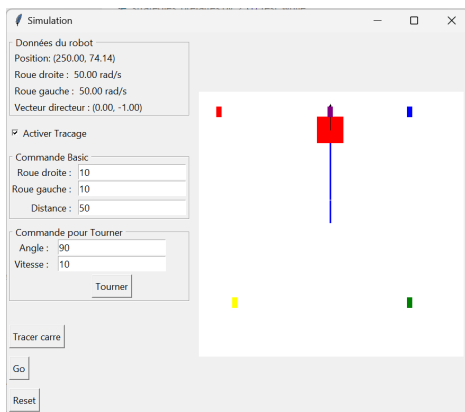 Simulation
Données du robot
Position: (250.00, 74.14)
Roue droite : 50.00 rad/s
Roue gauche : 50.00 rad/s
Vecteur directeur : (0.00, -1.00)
Activer Tracage
Commande Basic
Roue droite : 10
Roue gauche : 10
Distance : 50
Commande pour Tourner
Angle : 90
Vitesse : 10
Tourner
Tracer carre
Go
Reset